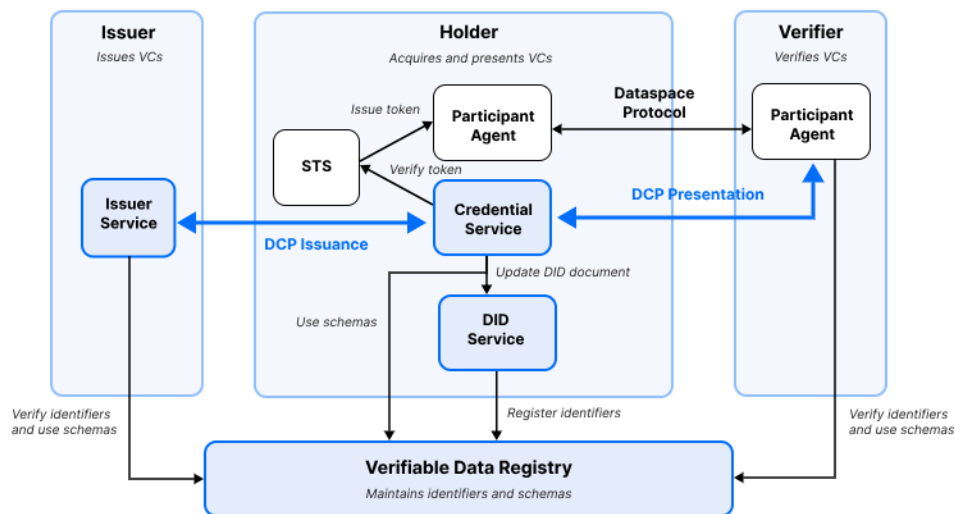 Issuer
Issues VCs
Holder
Acquires and presents VCs
Verifier
Verifies VCs
Dataspace
Protocol
Issue token
Participant
Agent
Participant
Agent
STS
Verify token
Issuer
Service
Credential
Service
DCP Presentation
DCP Issuance
Update DID document
Use schemas
DID
Service
Verify identifiers
and use schemas
Register identifiers
Verify identifiers
and use schemas
Verifiable Data Registry
Maintains identifiers and schemas